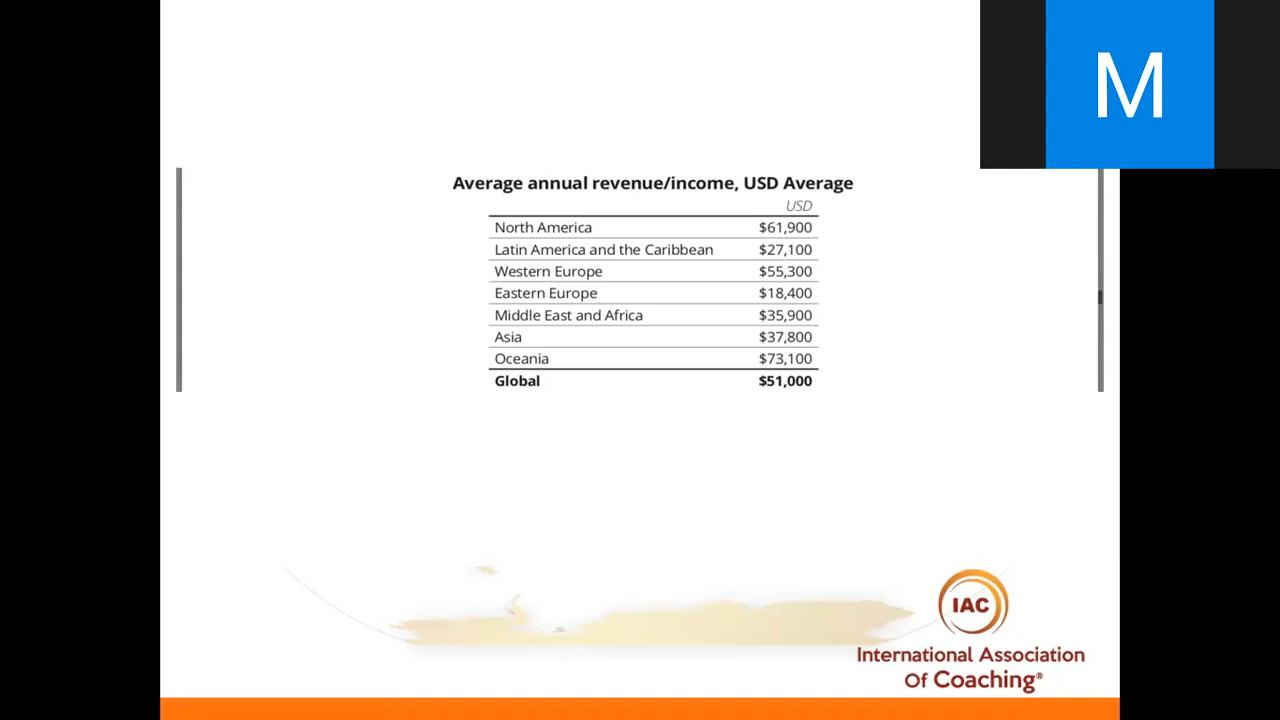 M
Average annual revenue/income, USD Average
USD
North America $61,900
Latin America and the Caribbean $27,100
Western Europe $55,300
Eastern Europe $18,400
Middle East and Africa $35,900
Asia $37,800
Oceania $73,100
Global $51,000
IAC
International Association
Of Coaching®